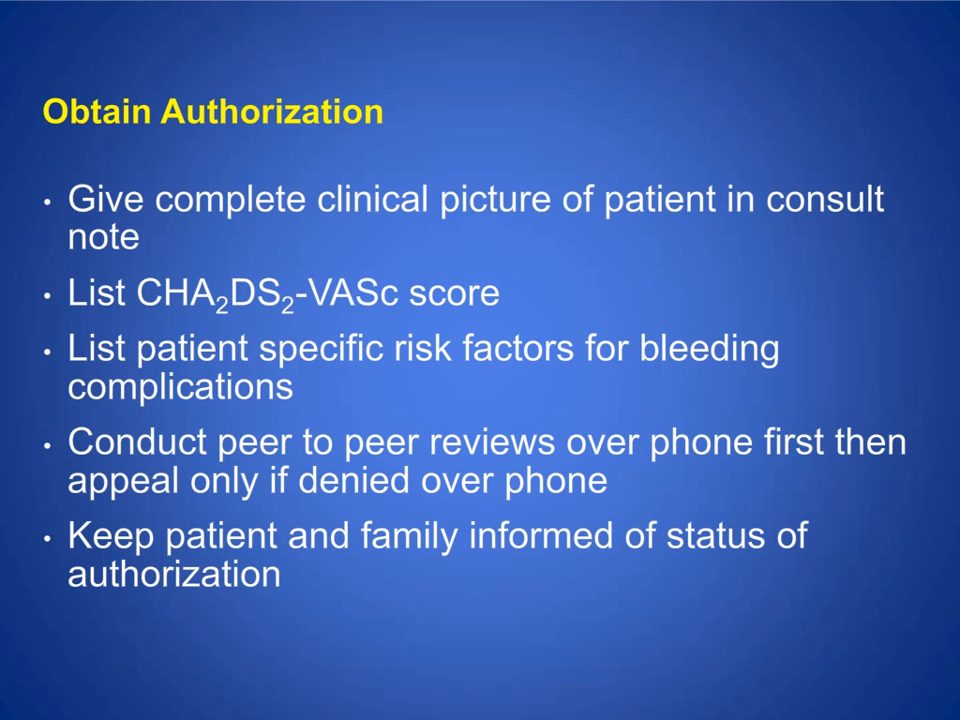 Obtain Authorization
• Give complete clinical picture of patient in consult
note
• List CHA₂DS₂-VASc score
• List patient specific risk factors for bleeding
complications
• Conduct peer to peer reviews over phone first then
appeal only if denied over phone
• Keep patient and family informed of status of
authorization